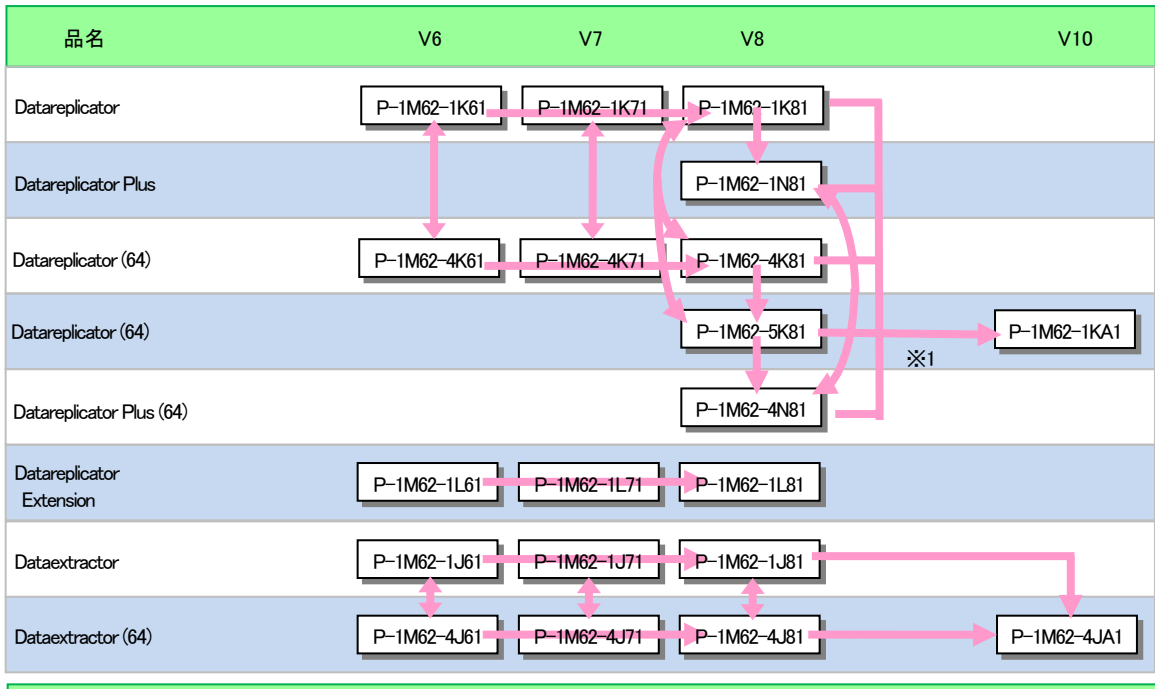 品名 V6 V7 V8 V10
Datareplicator P-1M62-1K61 P-1M62-1K71 P-1M62-1K81
Datareplicator Plus P-1M62-1N81
Datareplicator (64) P-1M62-4K61 P-1M62-4K71 P-1M62-4K81
Datareplicator (64) P-1M62-5K81 P-1M62-1KA1
※1
Datareplicator Plus (64) P-1M62-4N81
Datareplicator
Extension P-1M62-1L61 P-1M62-1L71 P-1M62-1L81
Dataextractor P-1M62-1J61 P-1M62-1J71 P-1M62-1J81
Dataextractor (64) P-1M62-4J61 P-1M62-4J71 P-1M62-4J81 P-1M62-4JA1